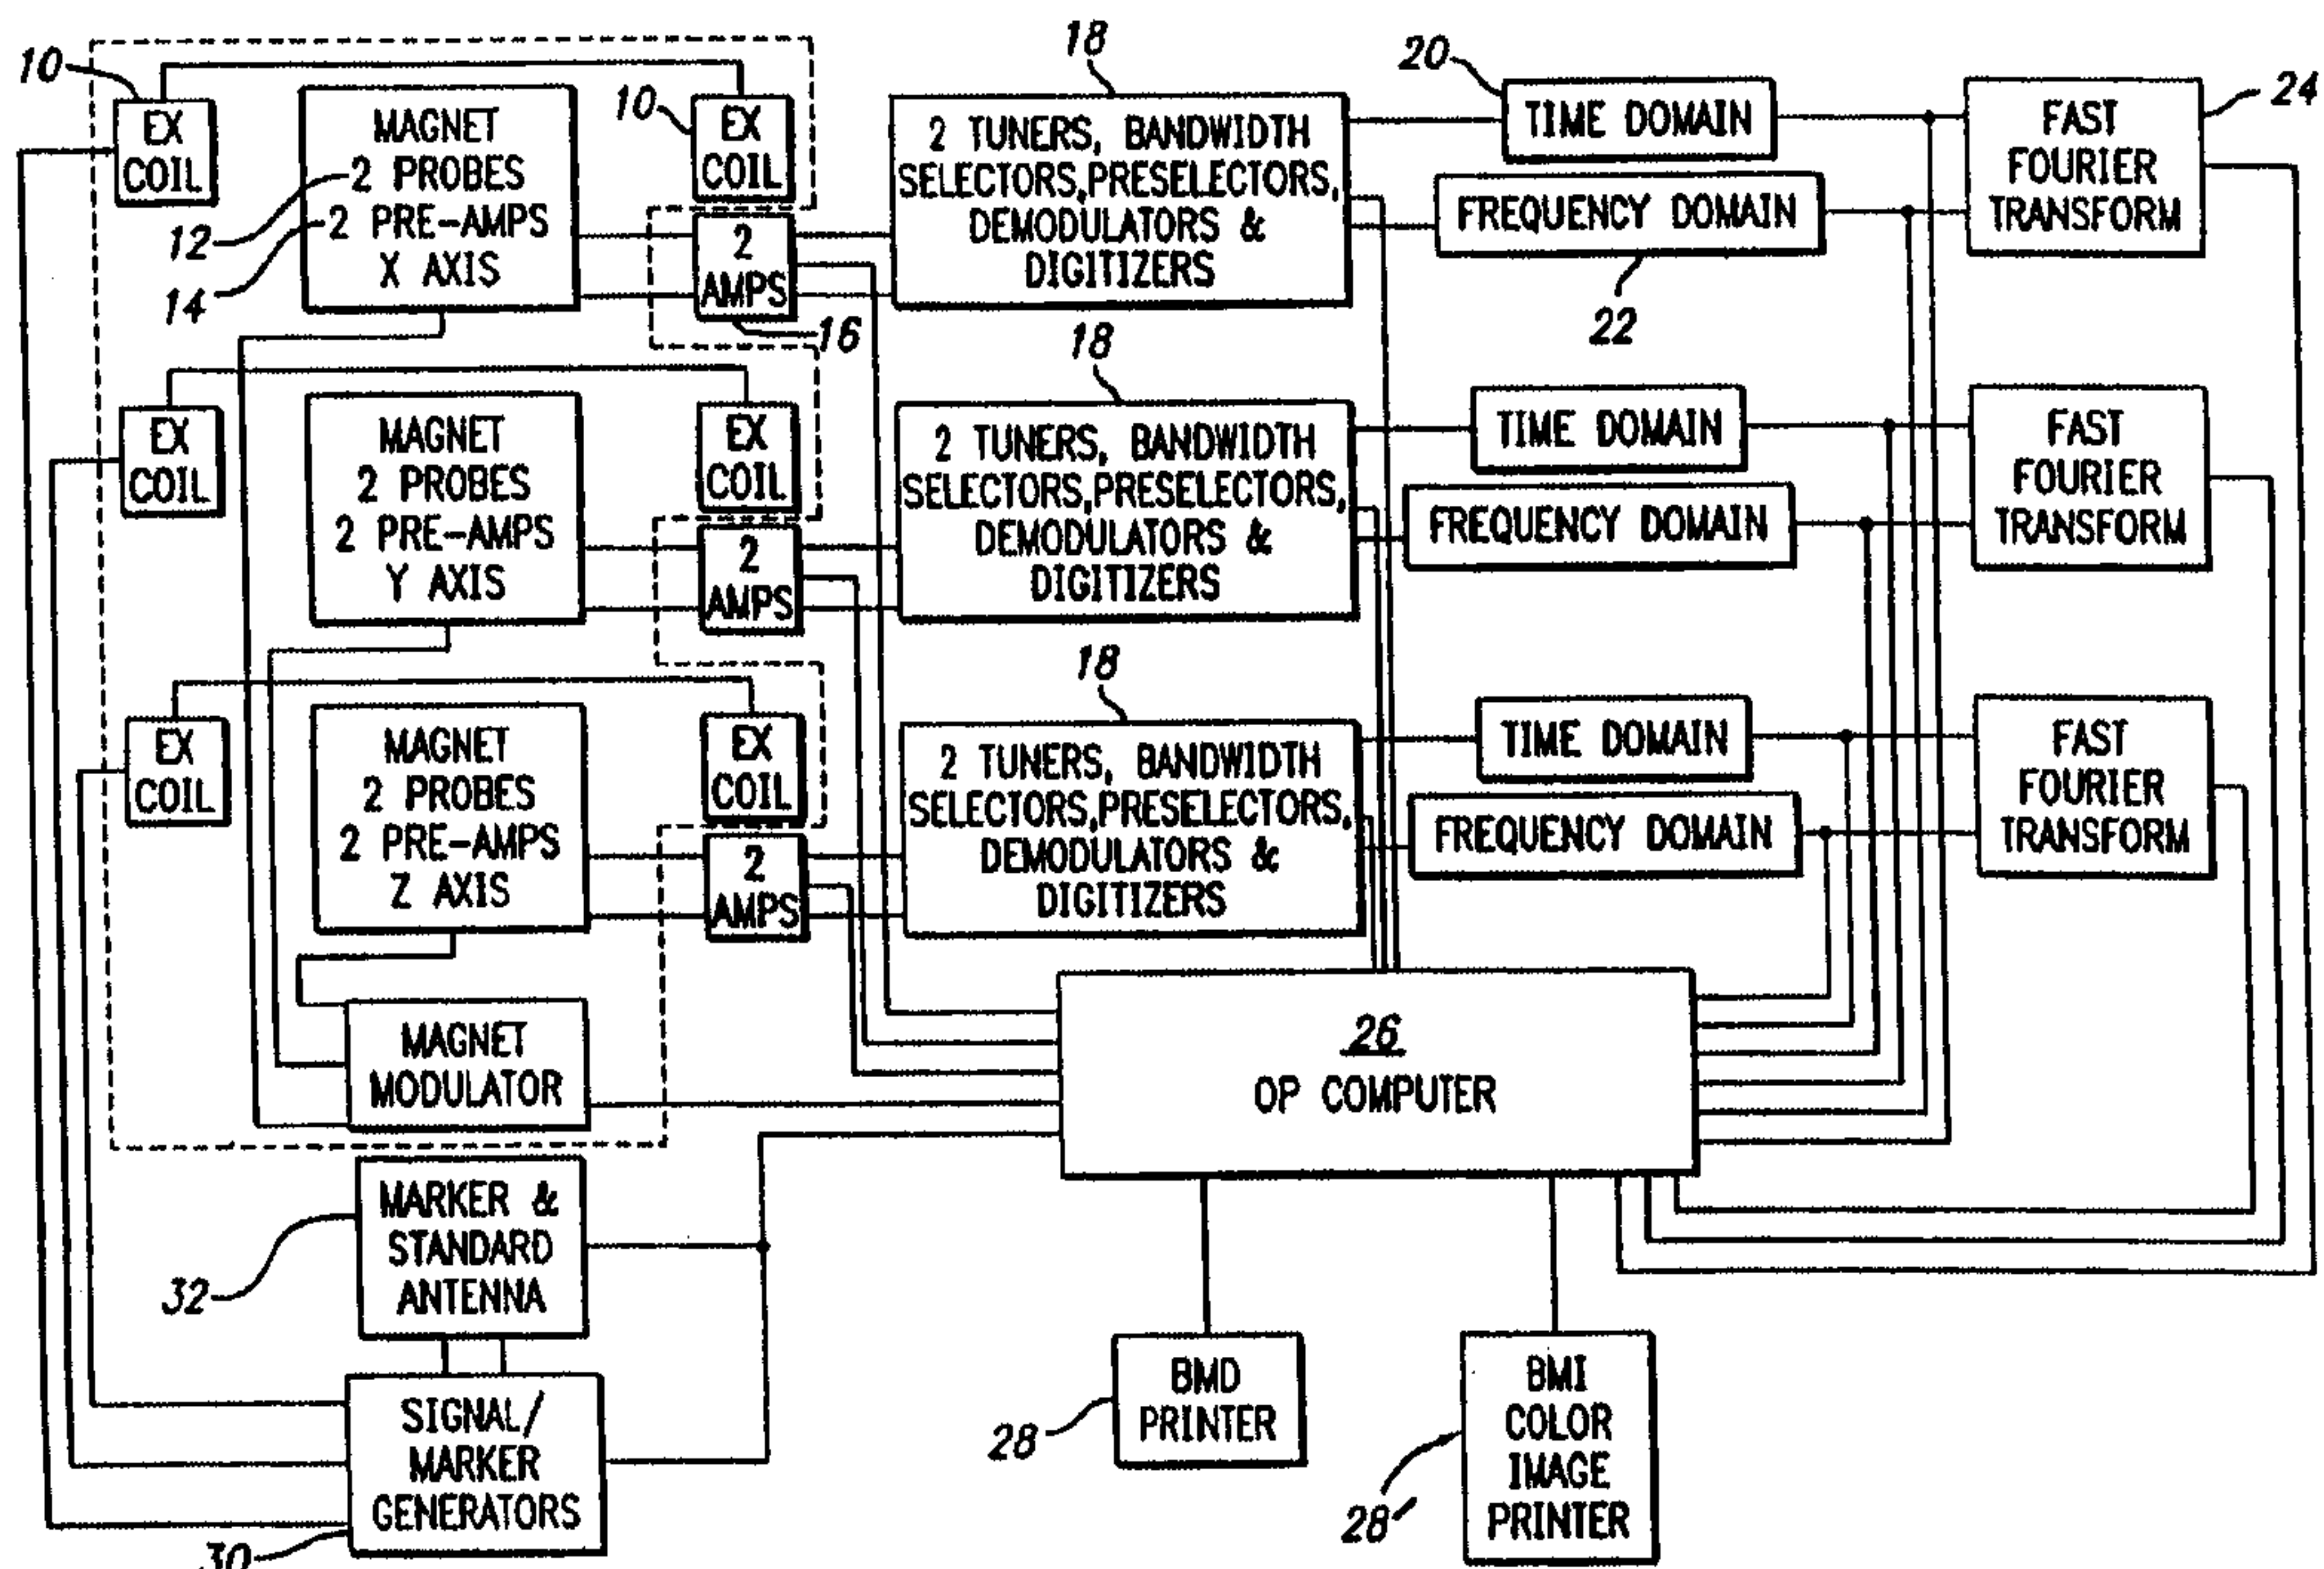 10
EX
COIL
MAGNET
2 PROBES
2 PRE-AMPS
X AXIS
12
14
10
EX
COIL
2
AMPS
16
18
2 TUNERS, BANDWIDTH
SELECTORS, PRESELECTORS,
DEMODULATORS &
DIGITIZERS
20
TIME DOMAIN
FREQUENCY DOMAIN
22
FAST
FOURIER
TRANSFORM
24
EX
COIL
MAGNET
2 PROBES
2 PRE-AMPS
Y AXIS
EX
COIL
2
AMPS
18
2 TUNERS, BANDWIDTH
SELECTORS, PRESELECTORS,
DEMODULATORS &
DIGITIZERS
TIME DOMAIN
FREQUENCY DOMAIN
FAST
FOURIER
TRANSFORM
EX
COIL
MAGNET
2 PROBES
2 PRE-AMPS
Z AXIS
EX
COIL
2
AMPS
18
2 TUNERS, BANDWIDTH
SELECTORS, PRESELECTORS,
DEMODULATORS &
DIGITIZERS
TIME DOMAIN
FREQUENCY DOMAIN
FAST
FOURIER
TRANSFORM
MAGNET
MODULATOR
26
OP COMPUTER
MARKER &
STANDARD
ANTENNA
32
SIGNAL/
MARKER
GENERATORS
30
BMD
PRINTER
28
BMI
COLOR
IMAGE
PRINTER
28'